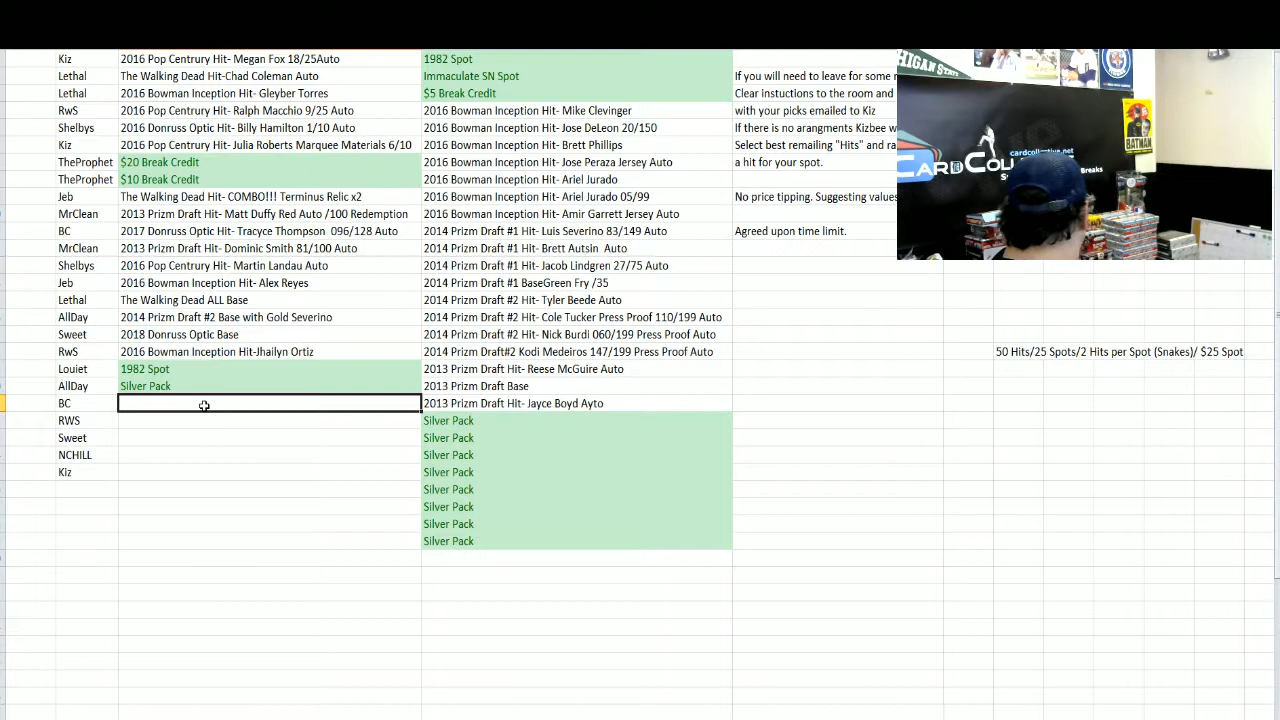 Kiz 2016 Pop Centrury Hit- Megan Fox 18/25Auto 1982 Spot
Lethal The Walking Dead Hit-Chad Coleman Auto Immaculate SN Spot If you will need to leave for some
Lethal 2016 Bowman Inception Hit- Gleyber Torres $5 Break Credit Clear instuctions to the room and
RwS 2016 Pop Centrury Hit- Ralph Macchio 9/25 Auto 2016 Bowman Inception Hit- Mike Clevinger with your picks emailed to Kiz
Shelbys 2016 Donruss Optic Hit- Billy Hamilton 1/10 Auto 2016 Bowman Inception Hit- Jose DeLeon 20/150 If there is no arangments Kizbee w
Kiz 2016 Pop Centrury Hit- Julia Roberts Marquee Materials 6/10 2016 Bowman Inception Hit- Brett Phillips Select best remailing "Hits" and ra
TheProphet $20 Break Credit 2016 Bowman Inception Hit- Jose Peraza Jersey Auto a hit for your spot.
TheProphet $10 Break Credit 2016 Bowman Inception Hit- Ariel Jurado
Jeb The Walking Dead Hit- COMBO!!! Terminus Relic x2 2016 Bowman Inception Hit- Ariel Jurado 05/99 No price tipping. Suggesting values
MrClean 2013 Prizm Draft Hit- Matt Duffy Red Auto /100 Redemption 2016 Bowman Inception Hit- Amir Garrett Jersey Auto
BC 2017 Donruss Optic Hit- Tracyce Thompson 096/128 Auto 2014 Prizm Draft #1 Hit- Luis Severino 83/149 Auto Agreed upon time limit.
MrClean 2013 Prizm Draft Hit- Dominic Smith 81/100 Auto 2014 Prizm Draft #1 Hit- Brett Autsin Auto
Shelbys 2016 Pop Centrury Hit- Martin Landau Auto 2014 Prizm Draft #1 Hit- Jacob Lindgren 27/75 Auto
Jeb 2016 Bowman Inception Hit- Alex Reyes 2014 Prizm Draft #1 BaseGreen Fry /35
Lethal The Walking Dead ALL Base 2014 Prizm Draft #2 Hit- Tyler Beede Auto
AllDay 2014 Prizm Draft #2 Base with Gold Severino 2014 Prizm Draft #2 Hit- Cole Tucker Press Proof 110/199 Auto
Sweet 2018 Donruss Optic Base 2014 Prizm Draft #2 Hit- Nick Burdi 060/199 Press Proof Auto
RwS 2016 Bowman Inception Hit-Jhailyn Ortiz 2014 Prizm Draft#2 Kodi Medeiros 147/199 Press Proof Auto 50 Hits/25 Spots/2 Hits per Spot (Snakes)/ $25 Spot
Louiet 1982 Spot 2013 Prizm Draft Hit- Reese McGuire Auto
AllDay Silver Pack 2013 Prizm Draft Base
BC 2013 Prizm Draft Hit- Jayce Boyd Ayto
RWS Silver Pack
Sweet Silver Pack
NCHILL Silver Pack
Kiz Silver Pack
Silver Pack
Silver Pack
Silver Pack
Silver Pack
HIGAN STAT
BATMAN
cardcollective.net
CARDCOLL
Breaks